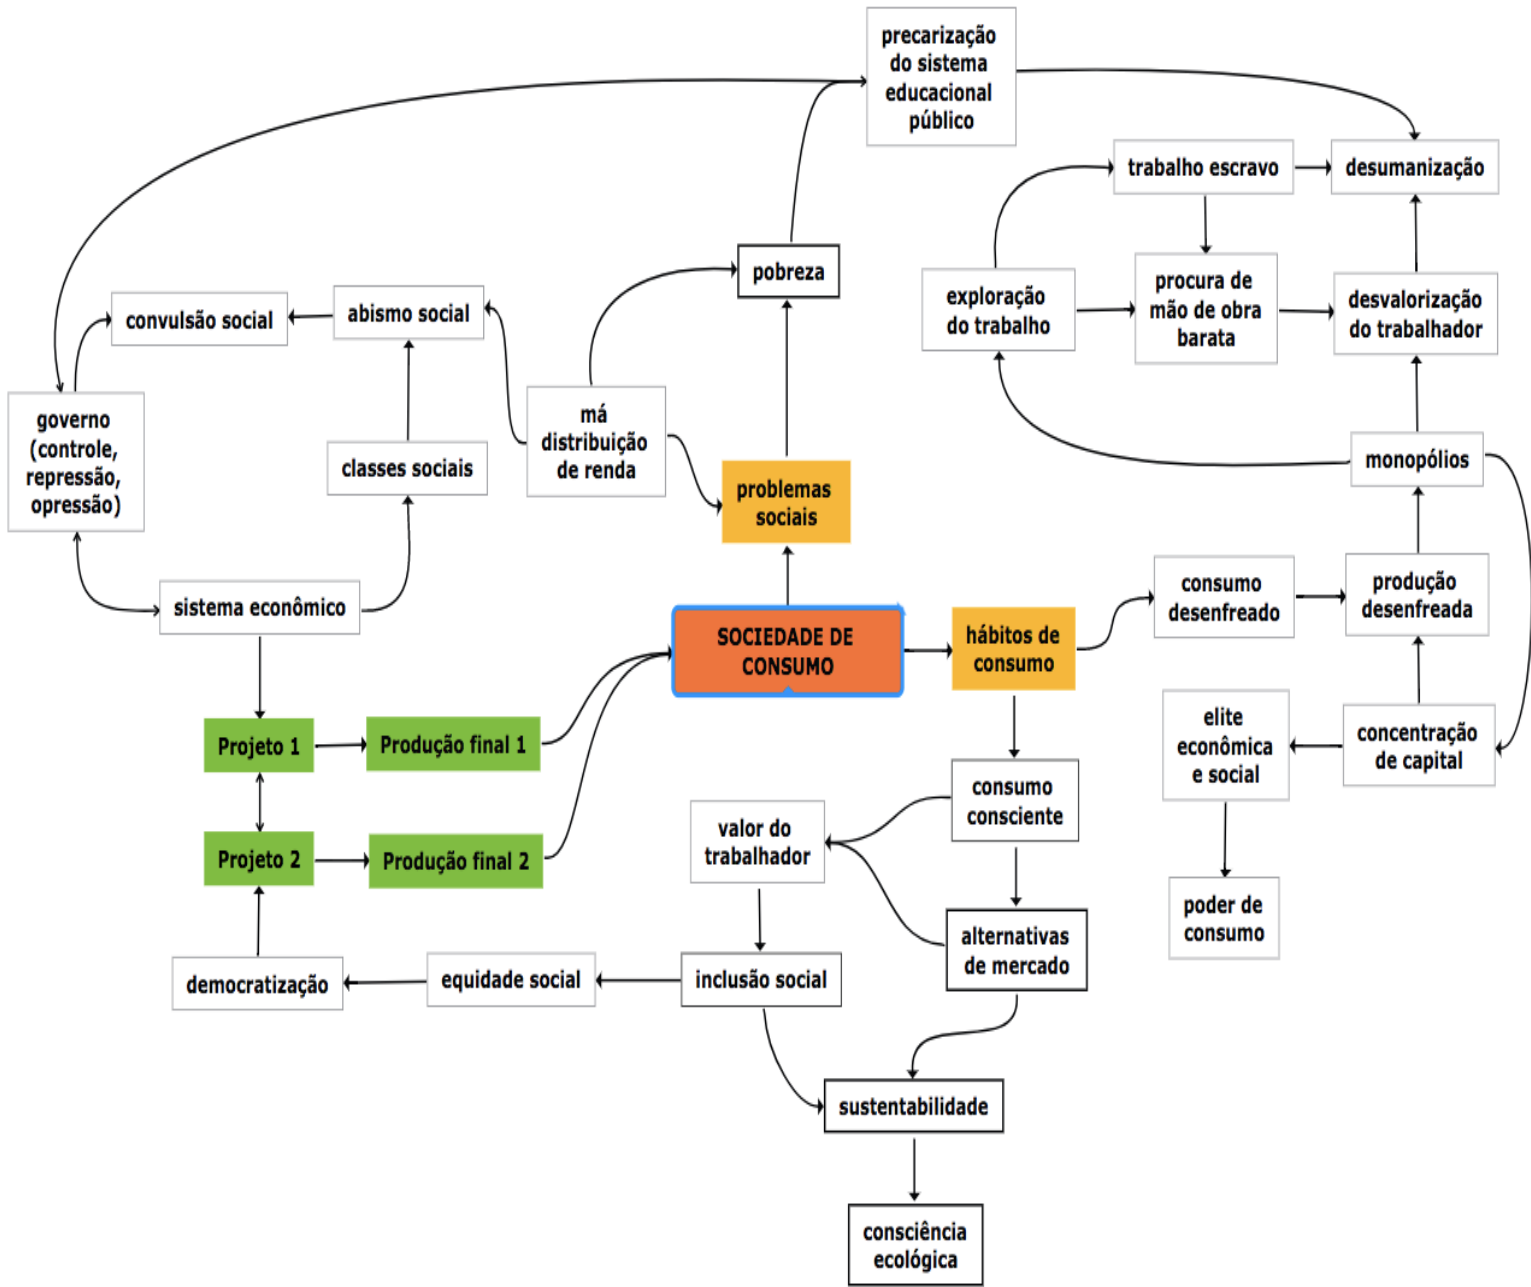 precarização
do sistema
educacional
público
trabalho escravo
desumanização
pobreza
exploração
do trabalho
procura de
mão de obra
barata
desvalorização
do trabalhador
convulsão social
abismo social
governo
(controle,
repressão,
opressão)
má
distribuição
de renda
classes sociais
monopólios
problemas
sociais
sistema econômico
consumo
desenfreado
produção
desenfreada
SOCIEDADE DE
CONSUMO
hábitos de
consumo
elite
econômica
e social
concentração
de capital
Projeto 1
Produção final 1
consumo
consciente
valor do
trabalhador
Projeto 2
Produção final 2
poder de
consumo
alternativas
de mercado
democratização
equidade social
inclusão social
sustentabilidade
consciência
ecológica